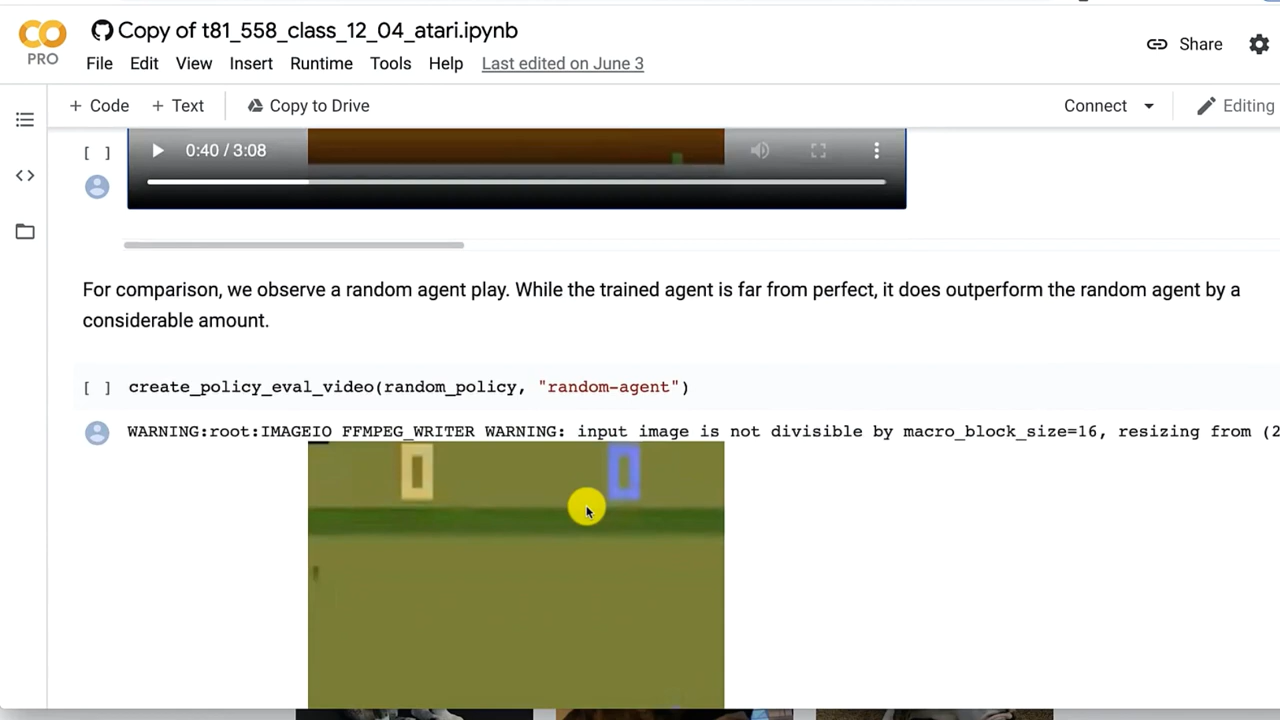 Copy of t81_558_class_12_04_atari.ipynb
PRO
File Edit View Insert Runtime Tools Help Last edited on June 3
Share
+ Code + Text Copy to Drive
Connect
Editing
[ ]
0:40 / 3:08
For comparison, we observe a random agent play. While the trained agent is far from perfect, it does outperform the random agent by a
considerable amount.
[ ] create_policy_eval_video(random_policy, "random-agent")
WARNING:root:IMAGEIO FFMPEG_WRITER WARNING: input image is not divisible by macro_block_size=16, resizing from (2
0 0